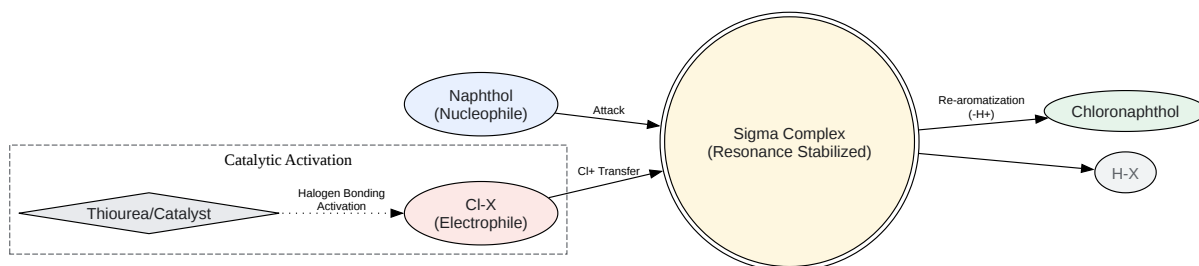 Naphthol
(Nucleophile)
Attack
Catalytic Activation
Thiourea/Catalyst
Halogen Bonding
Activation
Cl-X
(Electrophile)
Cl+ Transfer
Sigma Complex
(Resonance Stabilized)
Re-aromatization
(-H+)
Chloronaphthol
H-X